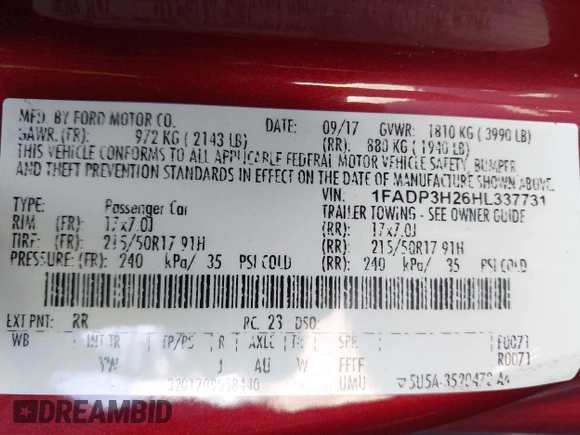 MFD. BY FORD MOTOR CO. DATE: 09/17 GVWR: 1810 KG ( 3990 LB)
GAWR. (FR): 972 KG ( 2143 LB) (RR): 880 KG ( 1940 LB)
THIS VEHICLE CONFORMS TO ALL APPLICABLE FEDERAL MOTOR VEHICLE SAFETY, BUMPER
AND THEFT PREVENTION STANDARDS IN EFFECT ON THE DATE OF MANUFACTURE SHOWN ABOVE.
VIN: 1FADP3H26HL337731
TYPE: Passenger Car TRAILER TOWING - SEE OWNER GUIDE
RIM (FR): 17x7.0J (RR): 17x7.0J
TIRE: (FR): 215/50R17 91H (RR): 215/50R17 91H
PRESSURE: (FR): 240 kPa/ 35 PSI COLD (RR): 240 kPa/ 35 PSI COLD
EXT PNT: RR RC: 23 DSO:
WB INT TR TP/PS R AXLE TR SPR F0071
J AU W R0071
UMU 5U5A-3520472-AA
DREAMBID